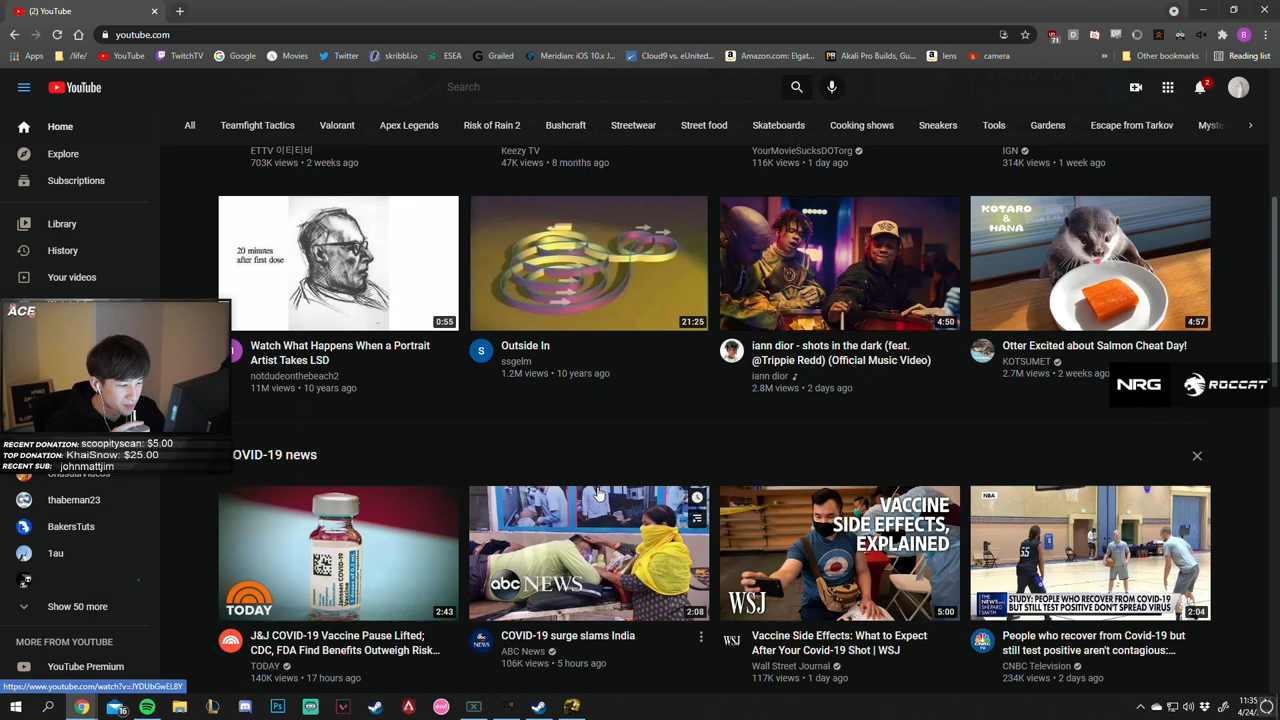 (2) YouTube
youtube.com
Apps /life/ YouTube TwitchTV Google Movies Twitter skribbl.io ESEA Grailed Meridian: iOS 10.x J... Cloud9 vs. eUnited... Amazon.com: Elgat... Akali Pro Builds, Gu... lens camera » Other bookmarks Reading list
YouTube
Search
2
Home
Explore
Subscriptions
Library
History
Your videos
All Teamfight Tactics Valorant Apex Legends Risk of Rain 2 Bushcraft Streetwear Street food Skateboards Cooking shows Sneakers Tools Gardens Escape from Tarkov Myste
ETTV 이티티비
703K views • 2 weeks ago
Keezy TV
47K views • 8 months ago
YourMovieSucksDOTorg
116K views • 1 day ago
IGN
314K views • 1 week ago
20 minutes
after first dose
0:55
Watch What Happens When a Portrait
Artist Takes LSD
notdudeonthebeach2
11M views • 10 years ago
21:25
S
Outside In
ssgelm
1.2M views • 10 years ago
4:50
iann dior - shots in the dark (feat.
@Trippie Redd) (Official Music Video)
iann dior
2.8M views • 2 days ago
KOTARO
&
HANA
4:57
Otter Excited about Salmon Cheat Day!
KOTSUMET
2.7M views • 2 weeks ago
NRG ROCCAT
ACE
RECENT DONATION: scoopityscan: $5.00
TOP DONATION: KhaiSnow: $25.00
RECENT SUB: johnmattjim
thabeman23
BakersTuts
1au
Show 50 more
MORE FROM YOUTUBE
YouTube Premium
OVID-19 news
TODAY
2:43
J&J COVID-19 Vaccine Pause Lifted;
CDC, FDA Find Benefits Outweigh Risk...
TODAY
140K views • 17 hours ago
abc NEWS
2:08
COVID-19 surge slams India
ABC News
106K views • 5 hours ago
VACCINE
SIDE EFFECTS,
EXPLAINED
WSJ
5:00
WSJ
Vaccine Side Effects: What to Expect
After Your Covid-19 Shot | WSJ
Wall Street Journal
117K views • 1 day ago
NBA
55
THE NEWS
SHEPARD
SMITH
STUDY: PEOPLE WHO RECOVER FROM COVID-19
BUT STILL TEST POSITIVE DON'T SPREAD VIRUS
2:04
People who recover from Covid-19 but
still test positive aren't contagious:...
CNBC Television
234K views • 2 days ago
https://www.youtube.com/watch?v=JYDUbGwEL8Y
16
11:35
4/24/